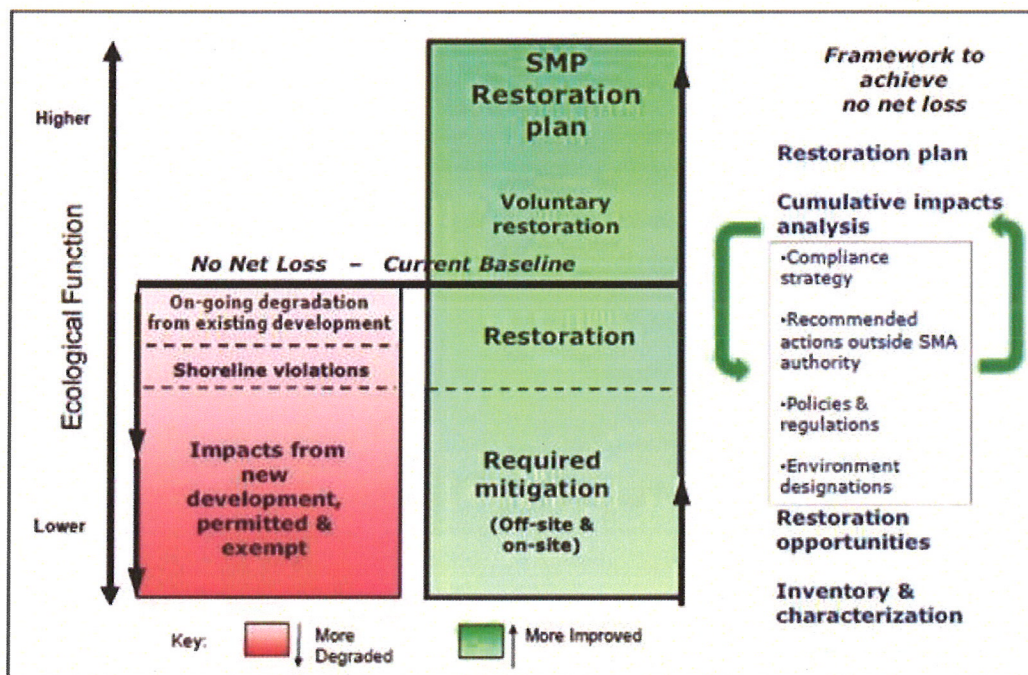 Ecological Function
Higher
Lower
SMP
Restoration
plan
Voluntary
restoration
No Net Loss – Current Baseline
On-going degradation
from existing development
Shoreline violations
Impacts from
new
development,
permitted &
exempt
Restoration
Required
mitigation
(Off-site &
on-site)
Framework to
achieve
no net loss
Restoration plan
Cumulative impacts
analysis
•Compliance
strategy
•Recommended
actions outside SMA
authority
•Policies &
regulations
•Environment
designations
Restoration
opportunities
Inventory &
characterization
Key:
More
Degraded
More Improved